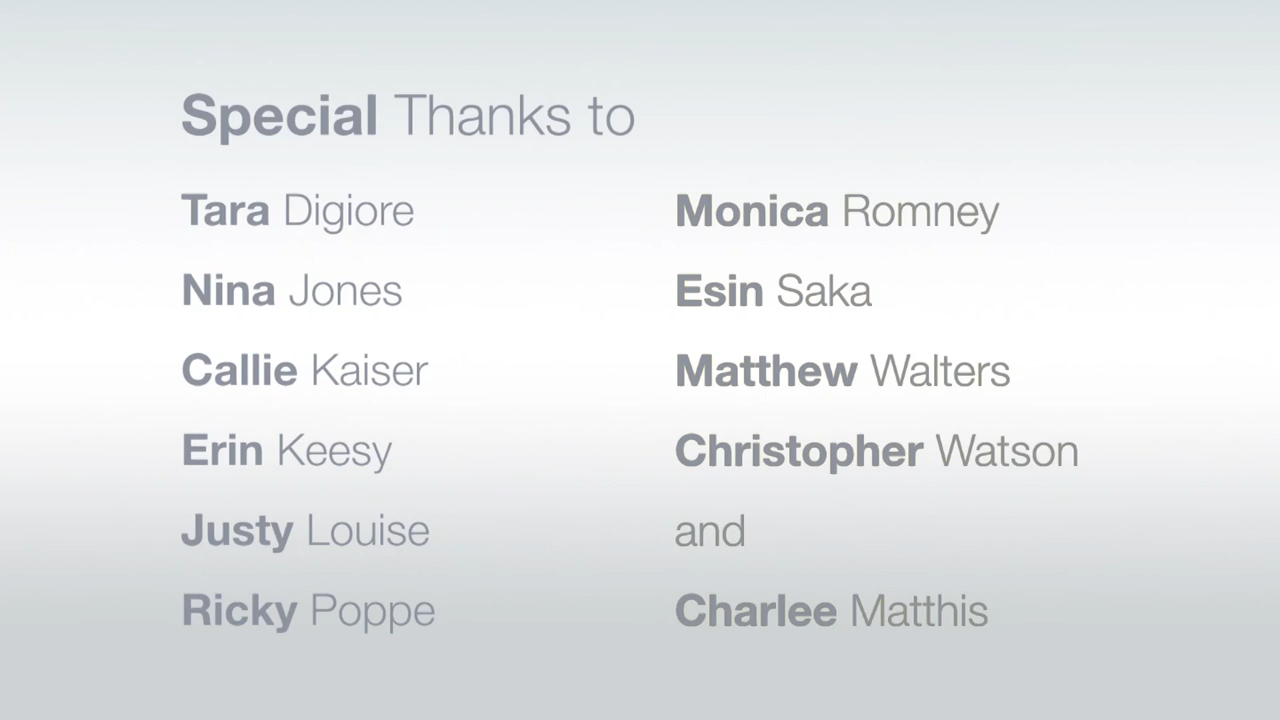 Special Thanks to
Tara Digiore
Nina Jones
Callie Kaiser
Erin Keesy
Justy Louise
Ricky Poppe
Monica Romney
Esin Saka
Matthew Walters
Christopher Watson
and
Charlee Matthis